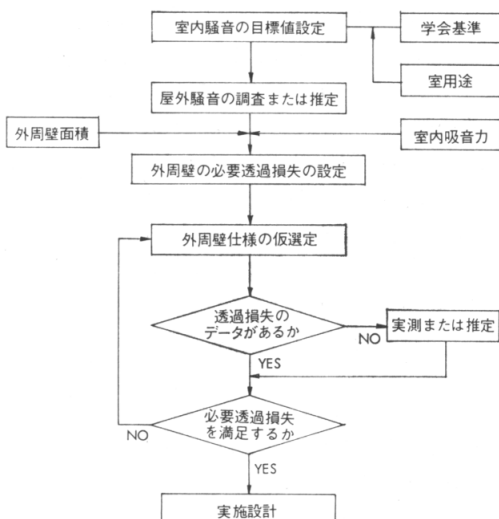 室内騒音の目標値設定
学会基準
室用途
屋外騒音の調査または推定
外周壁面積
室内吸音力
外周壁の必要透過損失の設定
外周壁仕様の仮選定
透過損失の
データがあるか
NO
実測または推定
YES
必要透過損失
を満足するか
NO
YES
実施設計